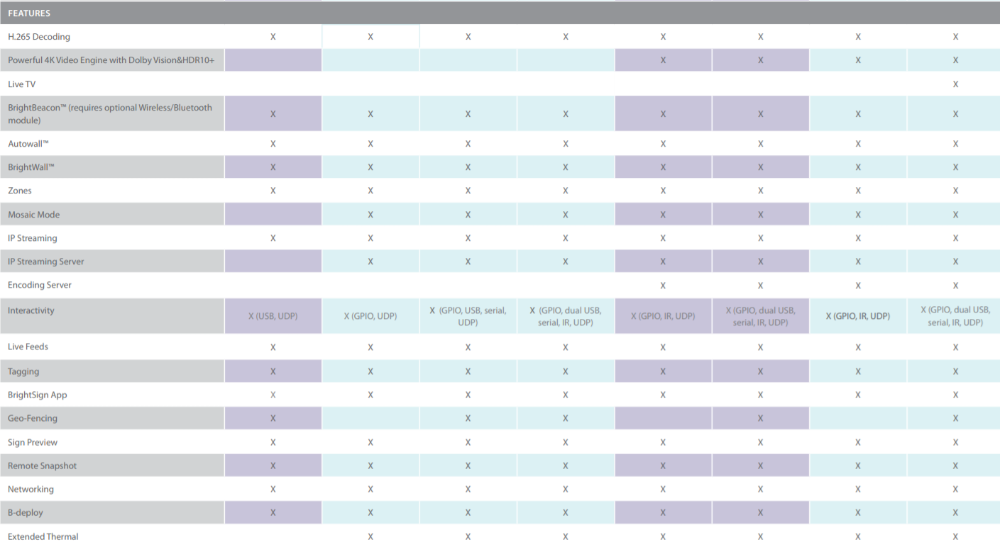 FEATURES
H.265 Decoding X X X X X X X X
Powerful 4K Video Engine with Dolby Vision&HDR10+ X X X X
Live TV X
BrightBeacon™ (requires optional Wireless/Bluetooth
module) X X X X X X X X
Autowall™ X X X X X X X X
BrightWall™ X X X X X X X X
Zones X X X X X X X X
Mosaic Mode X X X X X X X
IP Streaming X X X X X X X X
IP Streaming Server X X X X X X X
Encoding Server X X X X
Interactivity X (USB, UDP) X (GPIO, UDP) X (GPIO, USB, serial,
UDP) X (GPIO, dual USB,
serial, IR, UDP) X (GPIO, IR, UDP) X (GPIO, dual USB,
serial, IR, UDP) X (GPIO, IR, UDP) X (GPIO, dual USB,
serial, IR, UDP)
Live Feeds X X X X X X X X
Tagging X X X X X X X X
BrightSign App X X X X X X X X
Geo-Fencing X X X X X
Sign Preview X X X X X X X X
Remote Snapshot X X X X X X X X
Networking X X X X X X X X
B-deploy X X X X X X X X
Extended Thermal X X X X X X X